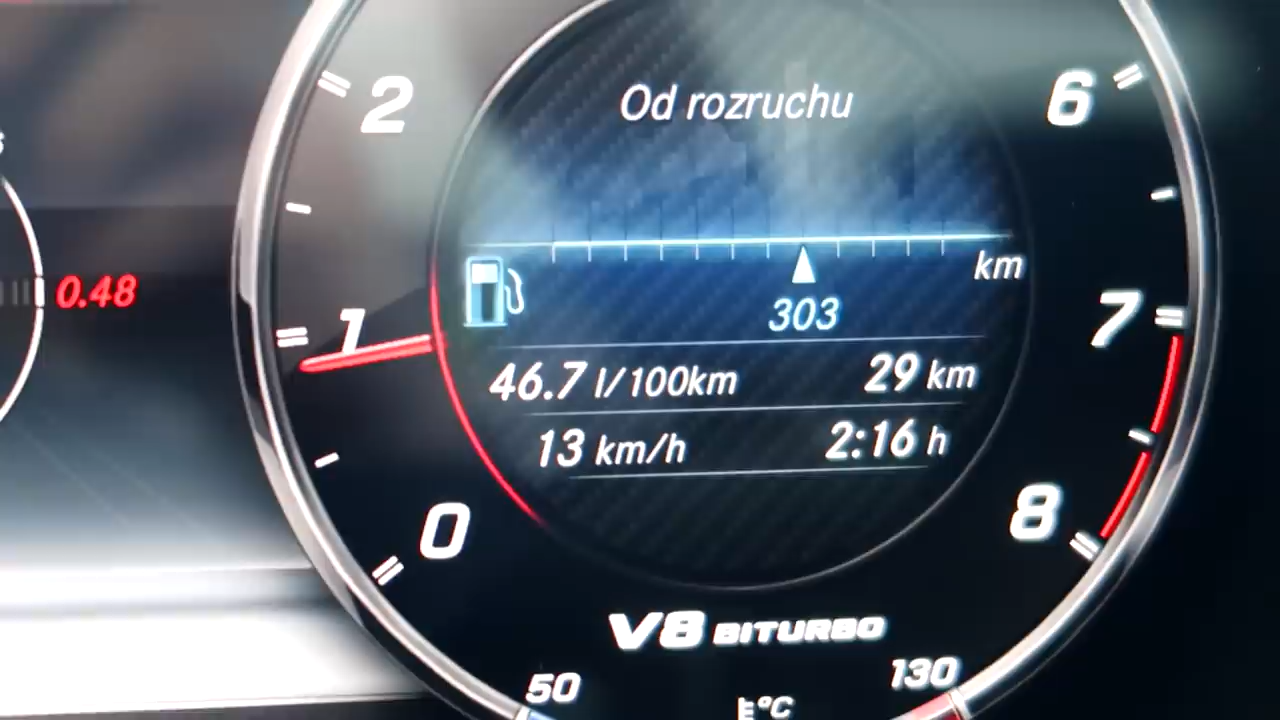 Od rozruchu
2
6
km
0.48
303
1
7
46.7 l/100km 29 km
13 km/h 2:16 h
0
8
V8 BITURBO
50
130
°C